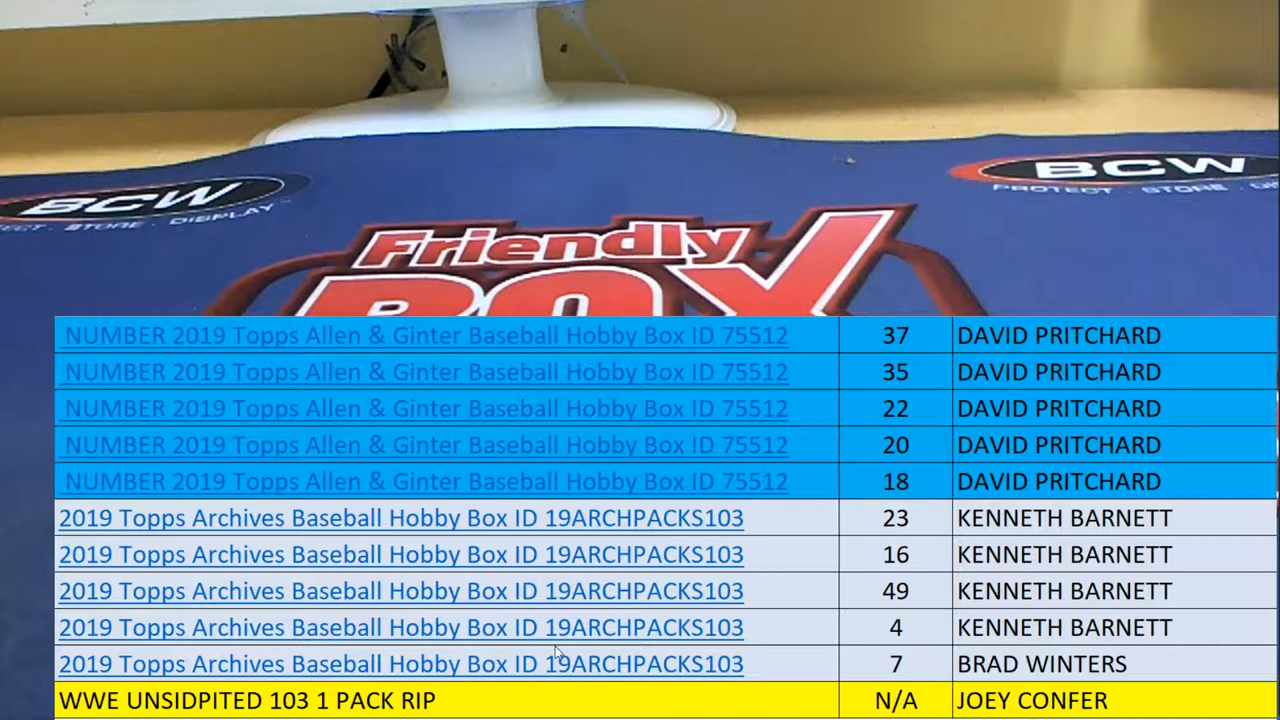 BCW
ECT. STORE. DISPLAY
BCW
PROTECT. STORE.
Friendly
BOX
NUMBER 2019 Topps Allen & Ginter Baseball Hobby Box ID 75512 37 DAVID PRITCHARD
NUMBER 2019 Topps Allen & Ginter Baseball Hobby Box ID 75512 35 DAVID PRITCHARD
NUMBER 2019 Topps Allen & Ginter Baseball Hobby Box ID 75512 22 DAVID PRITCHARD
NUMBER 2019 Topps Allen & Ginter Baseball Hobby Box ID 75512 20 DAVID PRITCHARD
NUMBER 2019 Topps Allen & Ginter Baseball Hobby Box ID 75512 18 DAVID PRITCHARD
2019 Topps Archives Baseball Hobby Box ID 19ARCHPACKS103 23 KENNETH BARNETT
2019 Topps Archives Baseball Hobby Box ID 19ARCHPACKS103 16 KENNETH BARNETT
2019 Topps Archives Baseball Hobby Box ID 19ARCHPACKS103 49 KENNETH BARNETT
2019 Topps Archives Baseball Hobby Box ID 19ARCHPACKS103 4 KENNETH BARNETT
2019 Topps Archives Baseball Hobby Box ID 19ARCHPACKS103 7 BRAD WINTERS
WWE UNSIDPITED 103 1 PACK RIP N/A JOEY CONFER